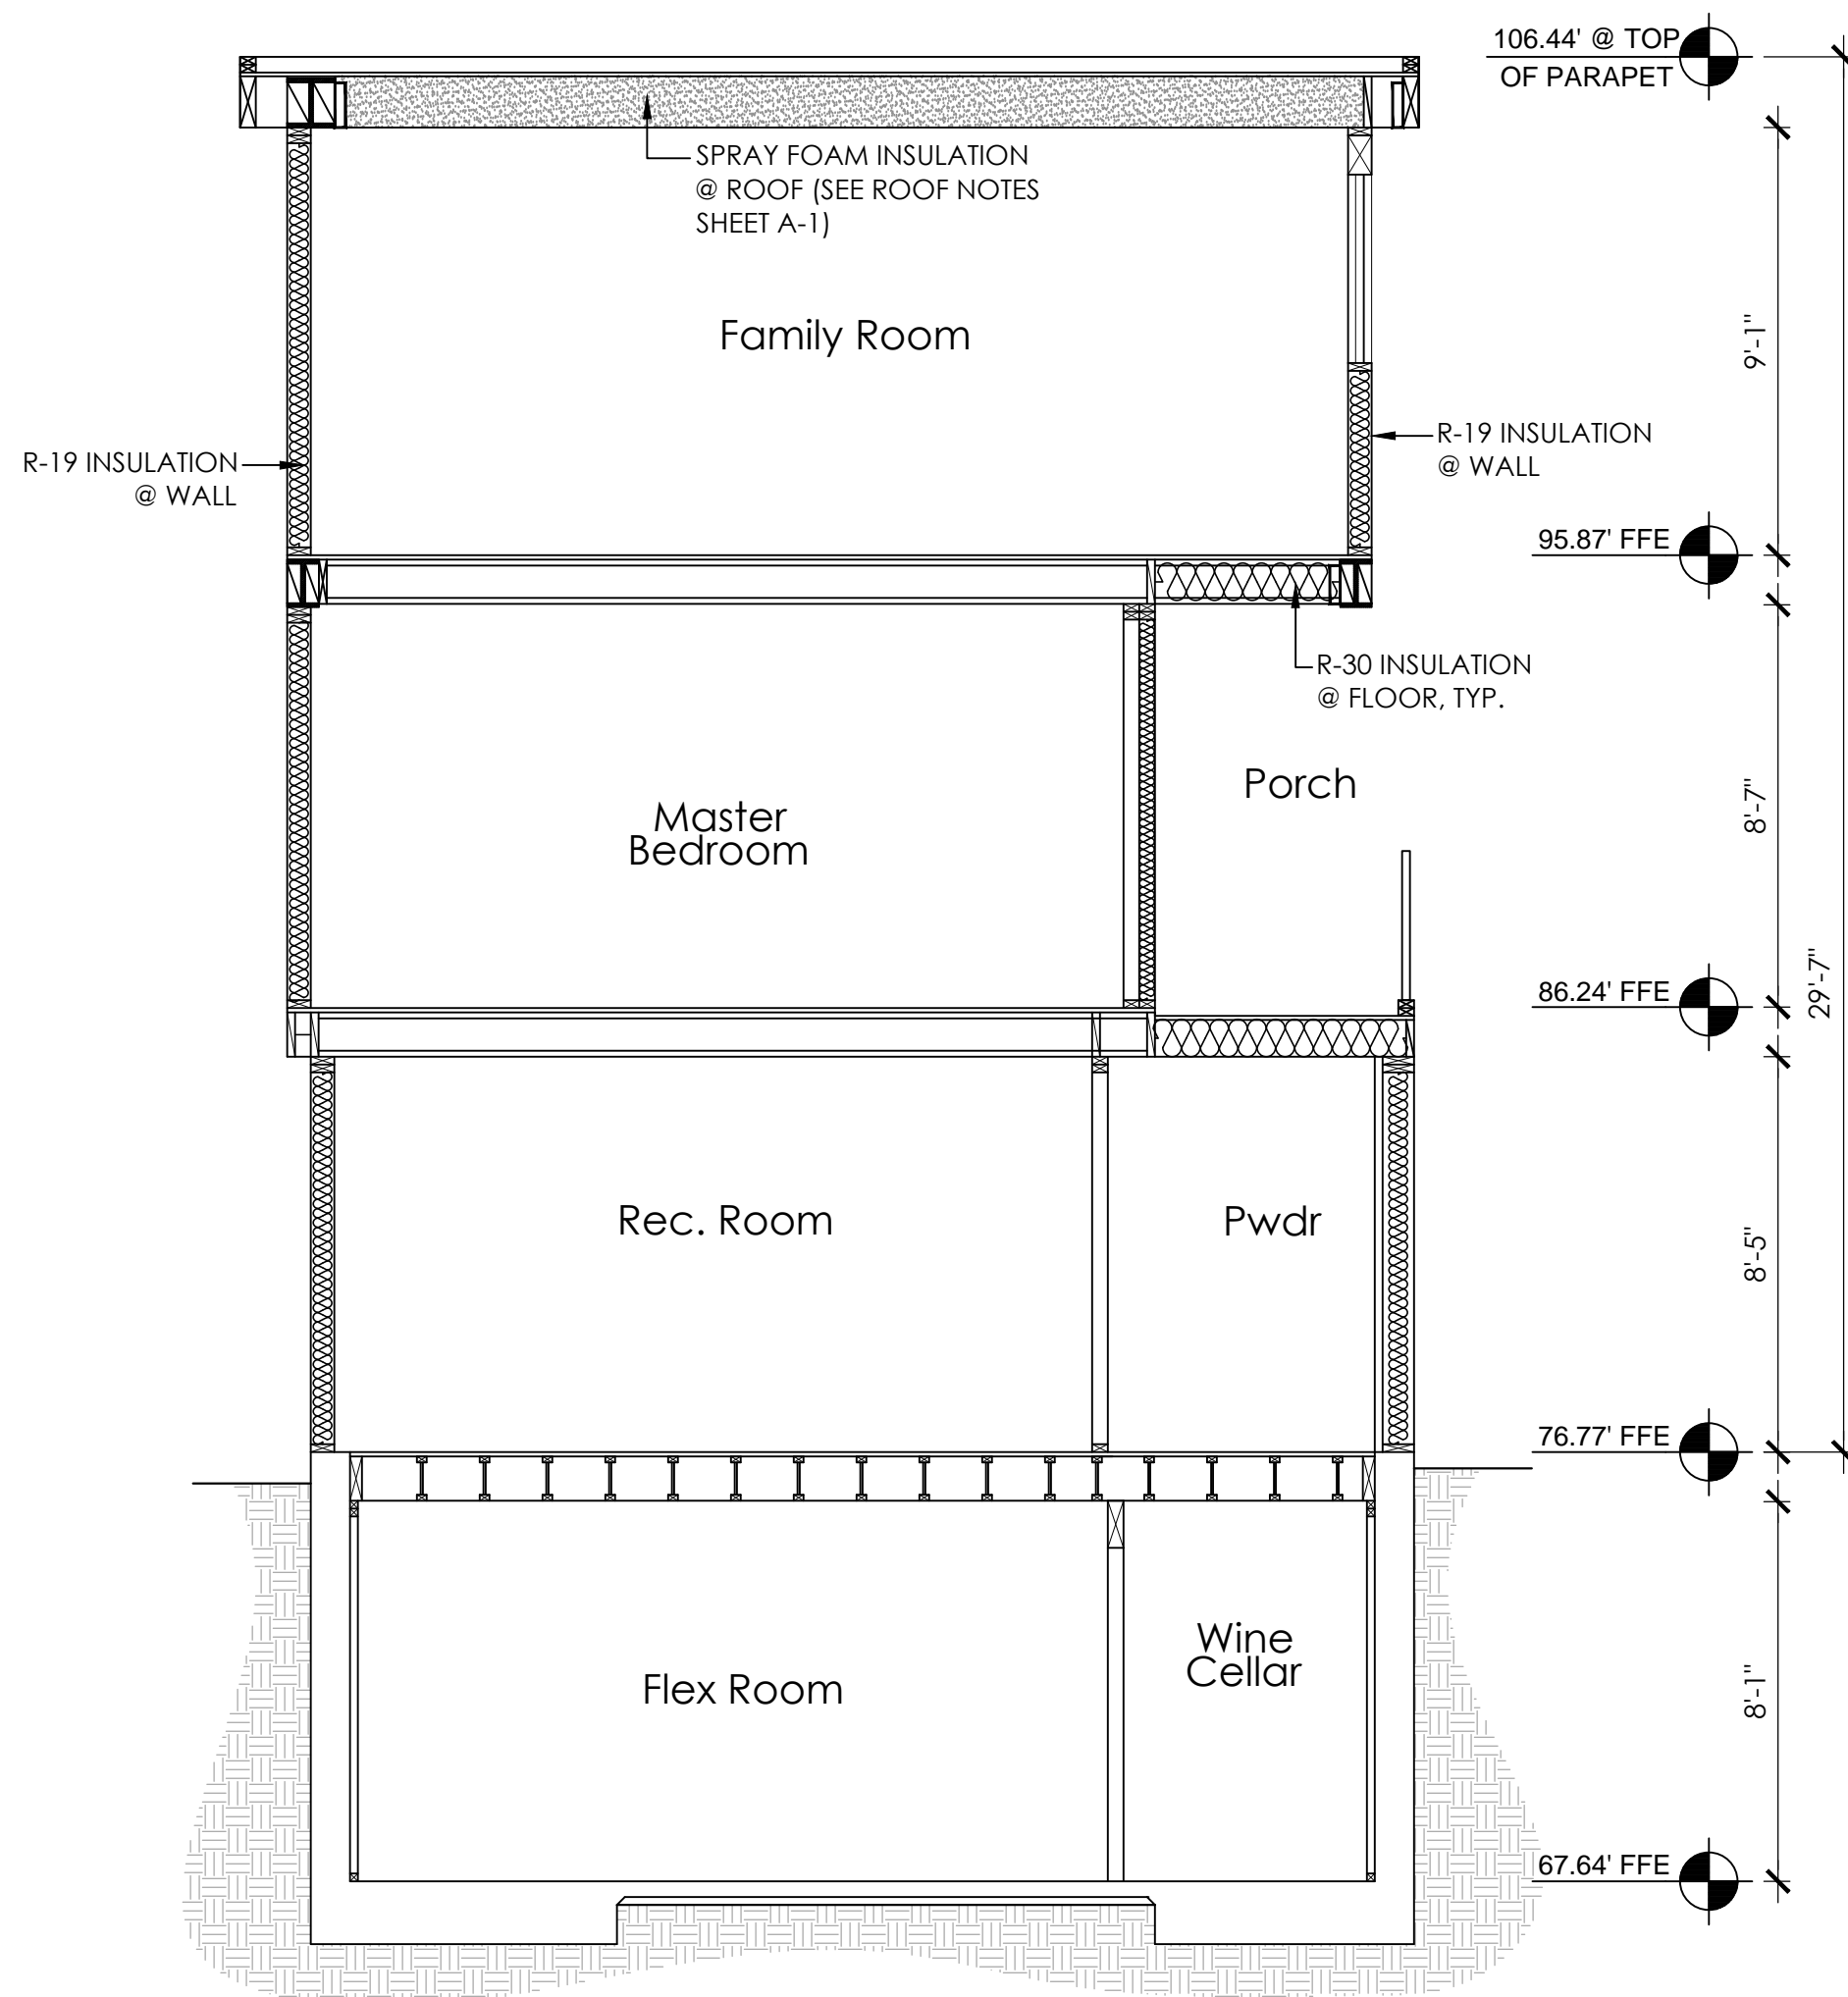 106.44' @ TOP
OF PARAPET
SPRAY FOAM INSULATION
@ ROOF (SEE ROOF NOTES
SHEET A-1)
Family Room
9'-1"
R-19 INSULATION
@ WALL
R-19 INSULATION
@ WALL
95.87' FFE
R-30 INSULATION
@ FLOOR, TYP.
Porch
Master
Bedroom
8'-7"
29'-7"
86.24' FFE
Rec. Room
Pwdr
8'-5"
76.77' FFE
Wine
Cellar
Flex Room
8'-1"
67.64' FFE